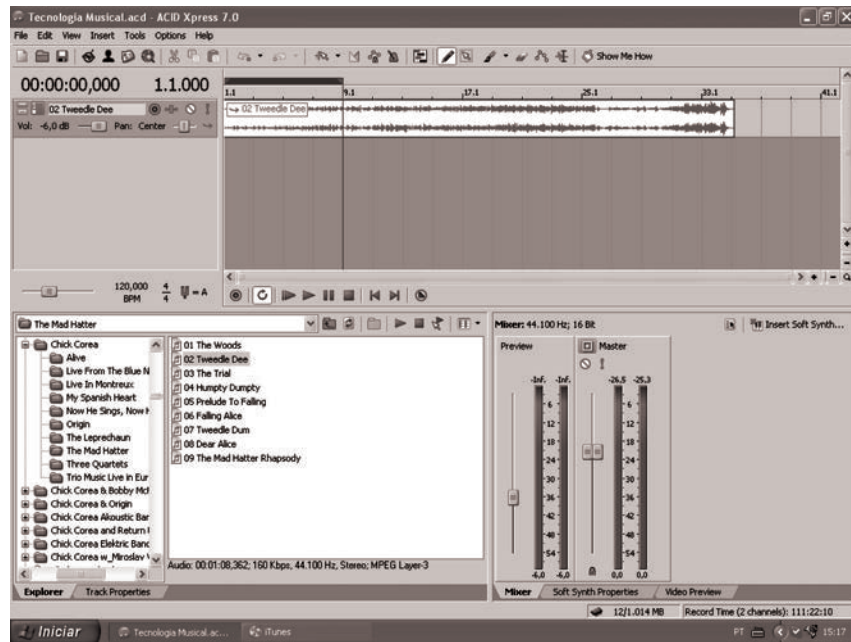 Tecnologia Musical.acd - ACID Xpress 7.0
File Edit View Insert Tools Options Help
Show Me How
00:00:00,000 1.1.000
1.1 9.1 17.1 25.1 33.1 41.1
02 Tweedle Dee
02 Tweedle Dee
Vol: -6,0 dB Pan: Center
120,000 BPM 4/4 = A
The Mad Hatter
Chick Corea
Alive
Live From The Blue N
Live In Montreux
My Spanish Heart
Now He Sings, Now H
Origin
The Leprechaun
The Mad Hatter
Three Quartets
Trio Music Live in Eur
Chick Corea & Bobby Mcf
Chick Corea & Origin
Chick Corea Akoustic Bar
Chick Corea and Return
Chick Corea Elektric Banc
Chick Corea w_Miroslav
01 The Woods
02 Tweedle Dee
03 The Trial
04 Humpty Dumpty
05 Prelude To Falling
06 Falling Alice
07 Tweedle Dum
08 Dear Alice
09 The Mad Hatter Rhapsody
Audio: 00:01:08,362; 160 Kbps, 44.100 Hz, Stereo; MPEG Layer-3
Explorer Track Properties
Mixer: 44.100 Hz; 16 Bit
Insert Soft Synth...
Preview
Master
-Inf. -Inf. -26,5 -25,3
6 6
12 12
18 18
24 24
30 30
36 36
42 42
48 48
54 54
-6,0 -6,0 0,0 0,0
Mixer Soft Synth Properties Video Preview
12/1.014 MB Record Time (2 channels): 111:22:10
Iniciar Tecnologia Musical.ac... iTunes PT 15:17